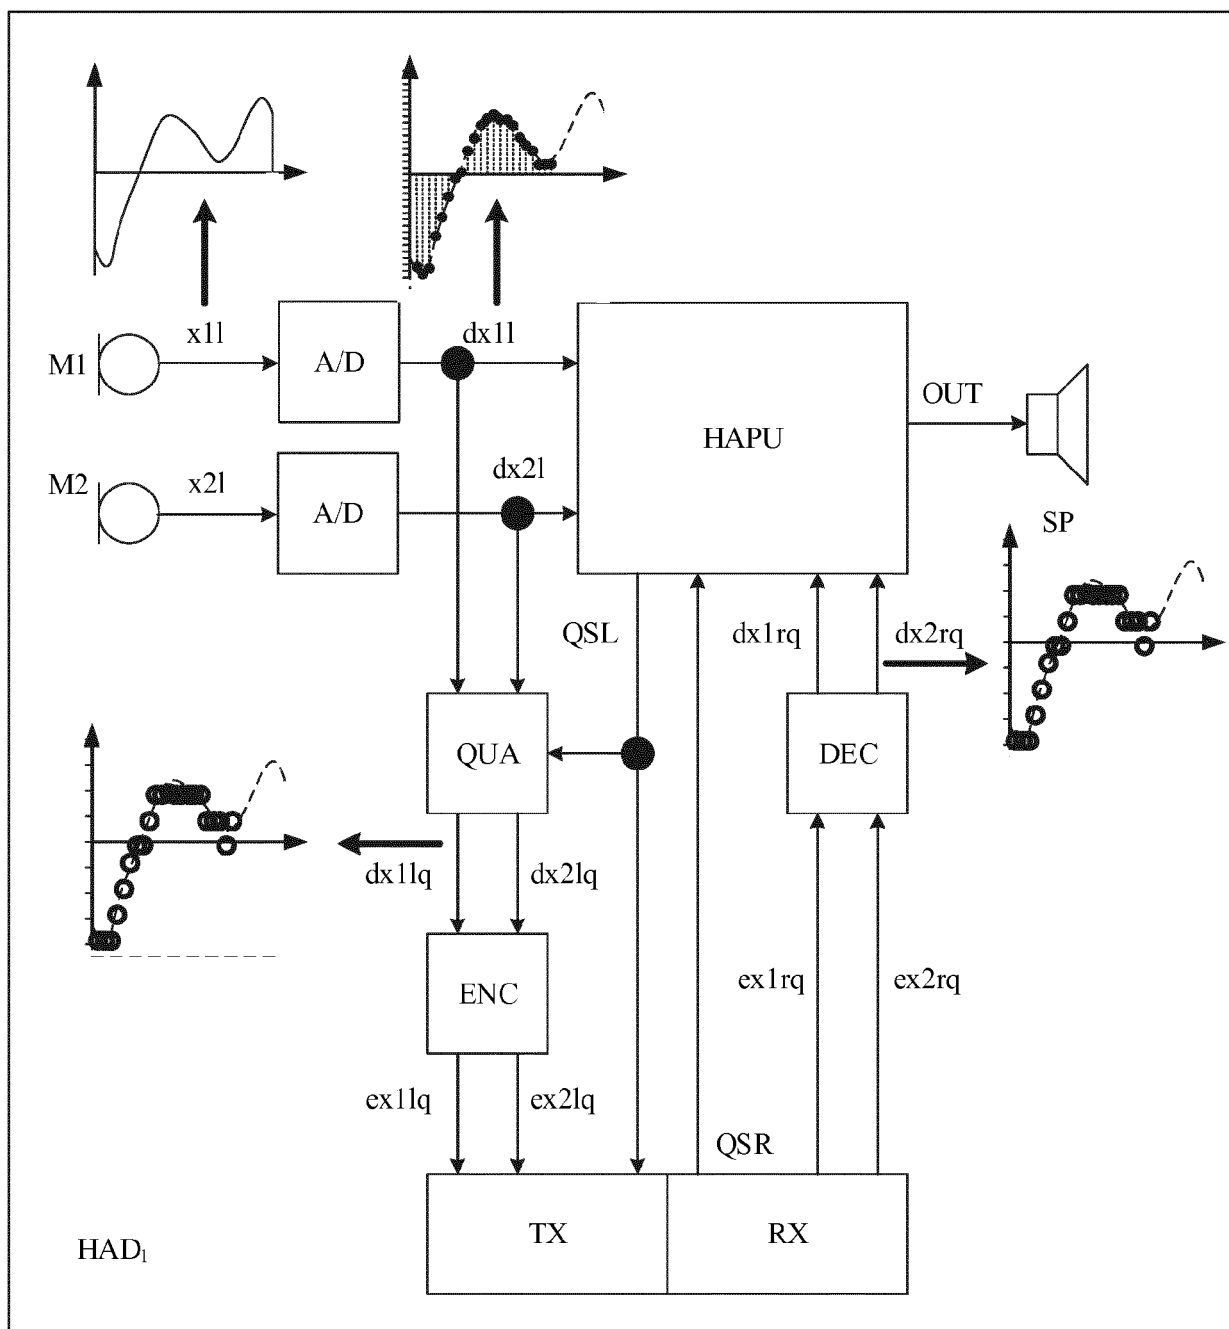 x1l
dx1l
M1
A/D
OUT
HAPU
M2
x2l
dx2l
A/D
SP
QSL
dx1rq
dx2rq
QUA
DEC
dx1lq
dx2lq
ex1rq
ex2rq
ENC
ex1lq
ex2lq
QSR
TX
RX
HADl